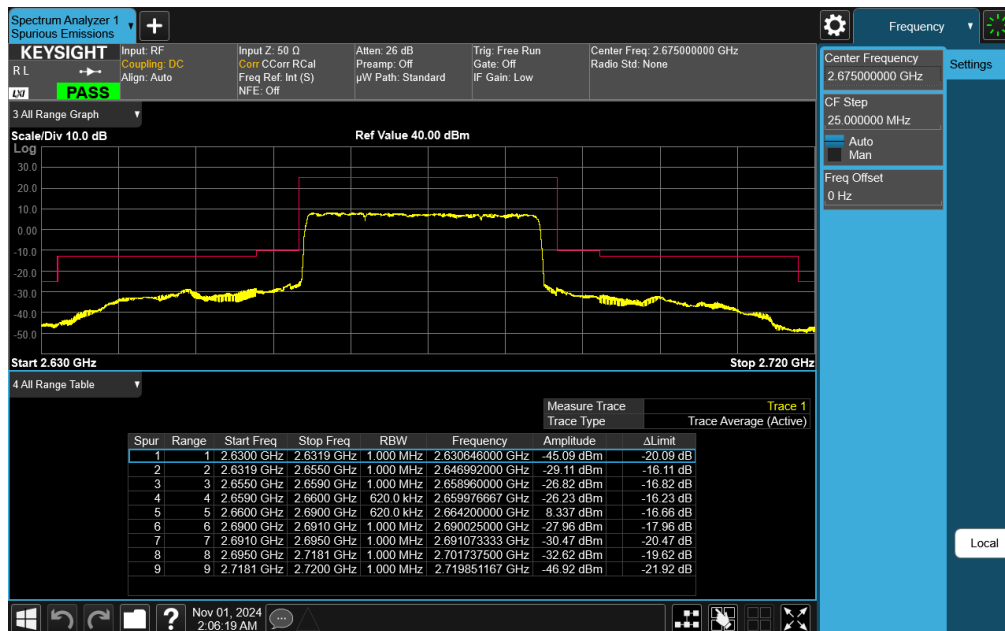 Spectrum Analyzer 1
Spurious Emissions
Frequency
KEYSIGHT
R L
LXI
PASS
Input: RF
Coupling: DC
Align: Auto
Input Z: 50 Ω
Corr CCorr RCal
Freq Ref: Int (S)
NFE: Off
Atten: 26 dB
Preamp: Off
µW Path: Standard
Trig: Free Run
Gate: Off
IF Gain: Low
Center Freq: 2.675000000 GHz
Radio Std: None
Center Frequency
2.675000000 GHz
CF Step
25.000000 MHz
Auto
Man
Freq Offset
0 Hz
Settings
Local
3 All Range Graph
Scale/Div 10.0 dB
Ref Value 40.00 dBm
Log
30.0
20.0
10.0
0.00
-10.0
-20.0
-30.0
-40.0
-50.0
Start 2.630 GHz
Stop 2.720 GHz
4 All Range Table
Measure Trace Trace 1
Trace Type Trace Average (Active)
Spur Range Start Freq Stop Freq RBW Frequency Amplitude ΔLimit
1 1 2.6300 GHz 2.6319 GHz 1.000 MHz 2.630646000 GHz -45.09 dBm -20.09 dB
2 2 2.6319 GHz 2.6550 GHz 1.000 MHz 2.646992000 GHz -29.11 dBm -16.11 dB
3 3 2.6550 GHz 2.6590 GHz 1.000 MHz 2.658960000 GHz -26.82 dBm -16.82 dB
4 4 2.6590 GHz 2.6600 GHz 620.0 kHz 2.659976667 GHz -26.23 dBm -16.23 dB
5 5 2.6600 GHz 2.6900 GHz 620.0 kHz 2.664200000 GHz 8.337 dBm -16.66 dB
6 6 2.6900 GHz 2.6910 GHz 1.000 MHz 2.690025000 GHz -27.96 dBm -17.96 dB
7 7 2.6910 GHz 2.6950 GHz 1.000 MHz 2.691073333 GHz -30.47 dBm -20.47 dB
8 8 2.6950 GHz 2.7181 GHz 1.000 MHz 2.701737500 GHz -32.62 dBm -19.62 dB
9 9 2.7181 GHz 2.7200 GHz 1.000 MHz 2.719851167 GHz -46.92 dBm -21.92 dB
Nov 01, 2024
2:06:19 AM